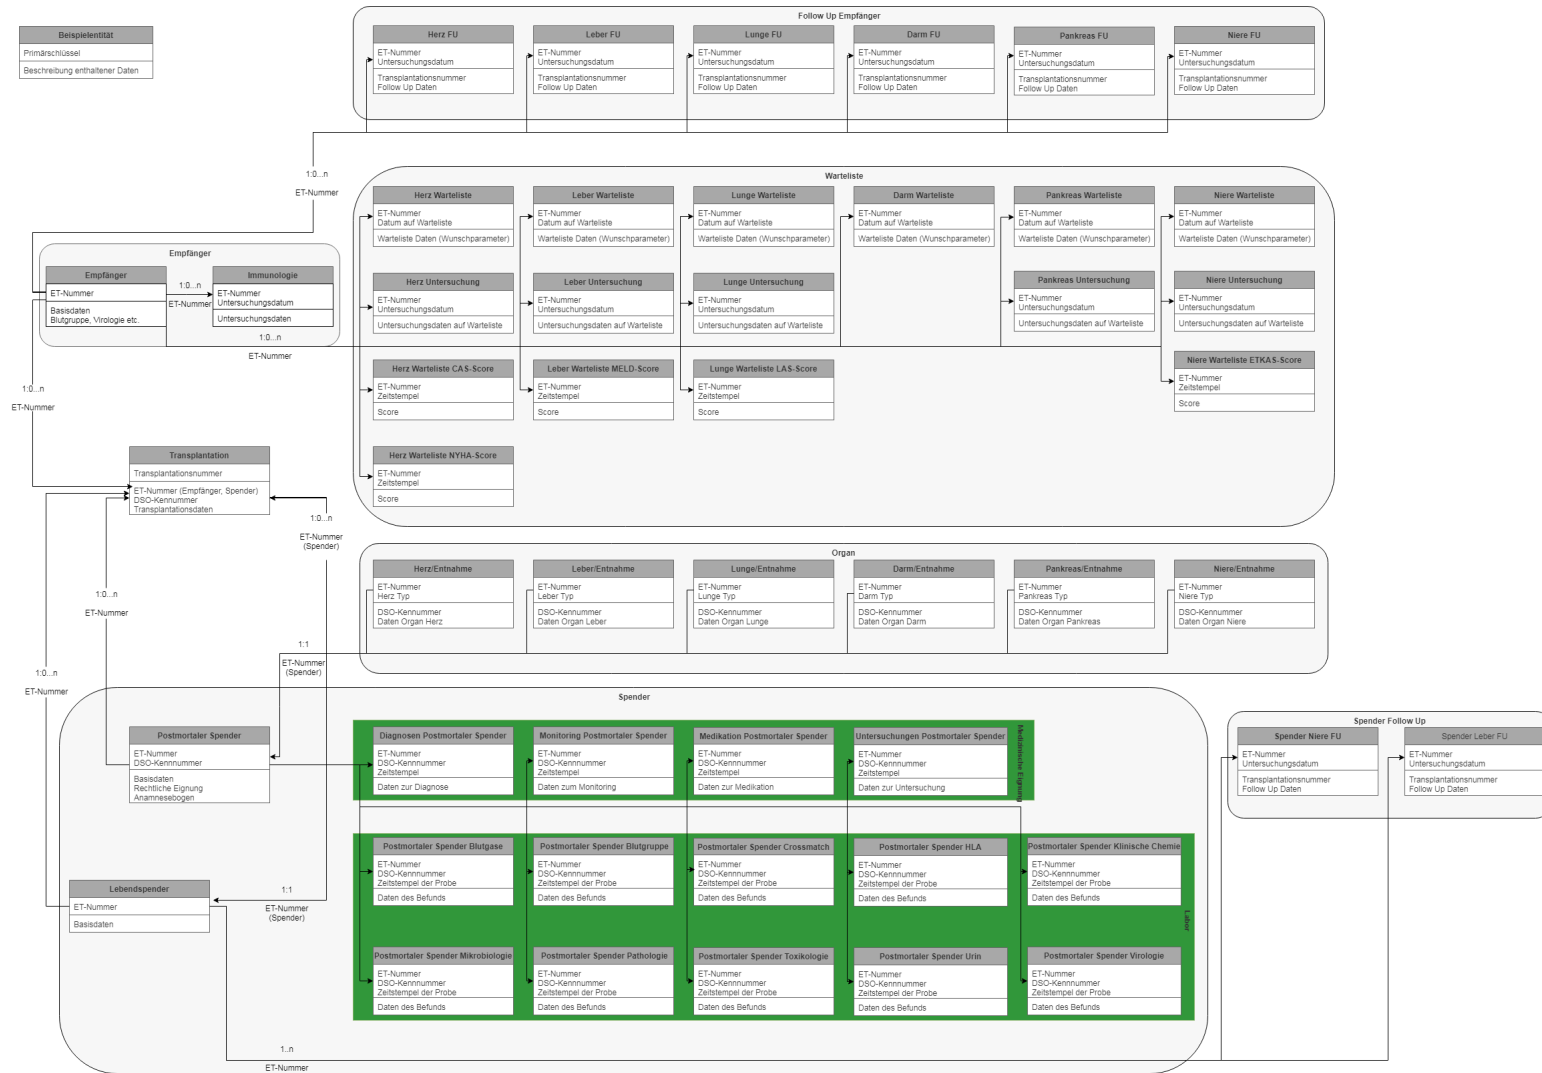 Beispielentität
Primärschlüssel
Beschreibung enthaltener Daten
Follow Up Empfänger
Herz FU
ET-Nummer
Untersuchungsdatum
Transplantationsnummer
Follow Up Daten
Leber FU
ET-Nummer
Untersuchungsdatum
Transplantationsnummer
Follow Up Daten
Lunge FU
ET-Nummer
Untersuchungsdatum
Transplantationsnummer
Follow Up Daten
Darm FU
ET-Nummer
Untersuchungsdatum
Transplantationsnummer
Follow Up Daten
Pankreas FU
ET-Nummer
Untersuchungsdatum
Transplantationsnummer
Follow Up Daten
Niere FU
ET-Nummer
Untersuchungsdatum
Transplantationsnummer
Follow Up Daten
1:0...n
ET-Nummer
Warteliste
Herz Warteliste
ET-Nummer
Datum auf Warteliste
Warteliste Daten (Wunschparameter)
Leber Warteliste
ET-Nummer
Datum auf Warteliste
Warteliste Daten (Wunschparameter)
Lunge Warteliste
ET-Nummer
Datum auf Warteliste
Warteliste Daten (Wunschparameter)
Darm Warteliste
ET-Nummer
Datum auf Warteliste
Warteliste Daten (Wunschparameter)
Pankreas Warteliste
ET-Nummer
Datum auf Warteliste
Warteliste Daten (Wunschparameter)
Niere Warteliste
ET-Nummer
Datum auf Warteliste
Warteliste Daten (Wunschparameter)
Empfänger
Empfänger
ET-Nummer
Basisdaten
Blutgruppe, Virologie etc.
1:0...n
ET-Nummer
Immunologie
ET-Nummer
Untersuchungsdatum
Untersuchungsdaten
1:0...n
ET-Nummer
Herz Untersuchung
ET-Nummer
Untersuchungsdatum
Untersuchungsdaten auf Warteliste
Leber Untersuchung
ET-Nummer
Untersuchungsdatum
Untersuchungsdaten auf Warteliste
Lunge Untersuchung
ET-Nummer
Untersuchungsdatum
Untersuchungsdaten auf Warteliste
Pankreas Untersuchung
ET-Nummer
Untersuchungsdatum
Untersuchungsdaten auf Warteliste
Niere Untersuchung
ET-Nummer
Untersuchungsdatum
Untersuchungsdaten auf Warteliste
Herz Warteliste CAS-Score
ET-Nummer
Zeitstempel
Score
Leber Warteliste MELD-Score
ET-Nummer
Zeitstempel
Score
Lunge Warteliste LAS-Score
ET-Nummer
Zeitstempel
Score
Niere Warteliste ETKAS-Score
ET-Nummer
Zeitstempel
Score
1:0...n
ET-Nummer
Herz Warteliste NYHA-Score
ET-Nummer
Zeitstempel
Score
Transplantation
Transplantationsnummer
ET-Nummer (Empfänger, Spender)
DSO-Kennummer
Transplantationsdaten
1:0...n
ET-Nummer
(Spender)
Organ
Herz/Entnahme
ET-Nummer
Herz Typ
DSO-Kennummer
Daten Organ Herz
Leber/Entnahme
ET-Nummer
Leber Typ
DSO-Kennummer
Daten Organ Leber
Lunge/Entnahme
ET-Nummer
Lunge Typ
DSO-Kennummer
Daten Organ Lunge
Darm/Entnahme
ET-Nummer
Darm Typ
DSO-Kennummer
Daten Organ Darm
Pankreas/Entnahme
ET-Nummer
Pankreas Typ
DSO-Kennummer
Daten Organ Pankreas
Niere/Entnahme
ET-Nummer
Niere Typ
DSO-Kennummer
Daten Organ Niere
1:0...n
ET-Nummer
1:1
ET-Nummer
(Spender)
1:0...n
ET-Nummer
Spender
Postmortaler Spender
ET-Nummer
DSO-Kennnummer
Basisdaten
Rechtliche Eignung
Anamnesebogen
Diagnosen Postmortaler Spender
ET-Nummer
DSO-Kennnummer
Zeitstempel
Daten zur Diagnose
Monitoring Postmortaler Spender
ET-Nummer
DSO-Kennnummer
Zeitstempel
Daten zum Monitoring
Medikation Postmortaler Spender
ET-Nummer
DSO-Kennnummer
Zeitstempel
Daten zur Medikation
Untersuchungen Postmortaler Spender
ET-Nummer
DSO-Kennnummer
Zeitstempel
Daten zur Untersuchung
Medizinische Eignung
Spender Follow Up
Spender Niere FU
ET-Nummer
Untersuchungsdatum
Transplantationsnummer
Follow Up Daten
Spender Leber FU
ET-Nummer
Untersuchungsdatum
Transplantationsnummer
Follow Up Daten
Postmortaler Spender Blutgase
ET-Nummer
DSO-Kennnummer
Zeitstempel der Probe
Daten des Befunds
Postmortaler Spender Blutgruppe
ET-Nummer
DSO-Kennnummer
Zeitstempel der Probe
Daten des Befunds
Postmortaler Spender Crossmatch
ET-Nummer
DSO-Kennnummer
Zeitstempel der Probe
Daten des Befunds
Postmortaler Spender HLA
ET-Nummer
DSO-Kennnummer
Zeitstempel der Probe
Daten des Befunds
Postmortaler Spender Klinische Chemie
ET-Nummer
DSO-Kennnummer
Zeitstempel der Probe
Daten des Befunds
Labor
Lebendspender
ET-Nummer
Basisdaten
1:1
ET-Nummer
(Spender)
Postmortaler Spender Mikrobiologie
ET-Nummer
DSO-Kennnummer
Zeitstempel der Probe
Daten des Befunds
Postmortaler Spender Pathologie
ET-Nummer
DSO-Kennnummer
Zeitstempel der Probe
Daten des Befunds
Postmortaler Spender Toxikologie
ET-Nummer
DSO-Kennnummer
Zeitstempel der Probe
Daten des Befunds
Postmortaler Spender Urin
ET-Nummer
DSO-Kennnummer
Zeitstempel der Probe
Daten des Befunds
Postmortaler Spender Virologie
ET-Nummer
DSO-Kennnummer
Zeitstempel der Probe
Daten des Befunds
1..n
ET-Nummer